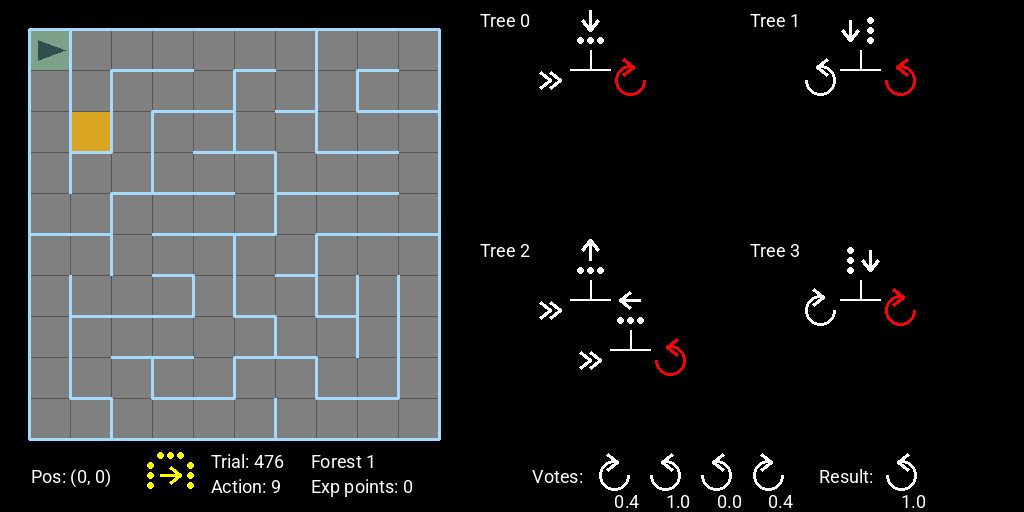 Tree 0
Tree 1
Tree 2
Tree 3
Pos: (0, 0)
Trial: 476
Forest 1
Action: 9
Exp points: 0
Votes:
0.4
1.0
0.0
0.4
Result:
1.0